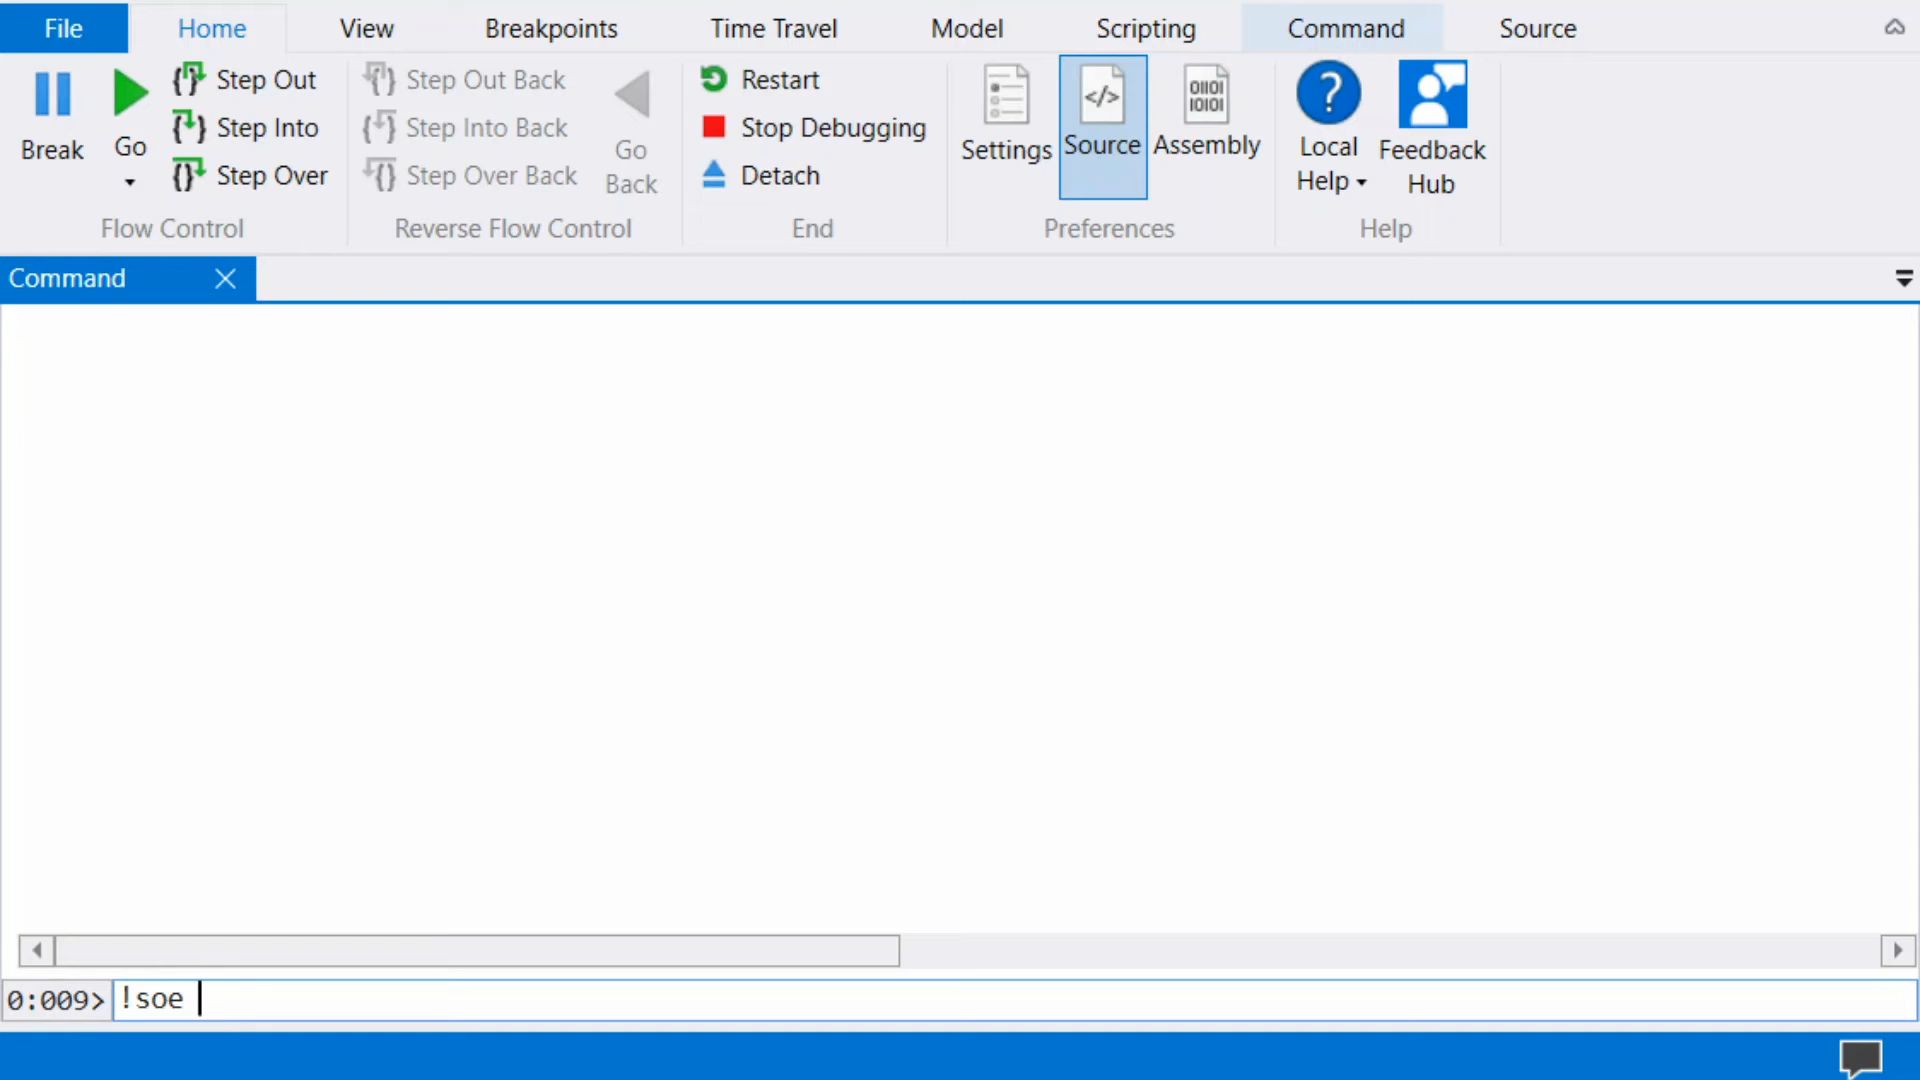 File Home View Breakpoints Time Travel Model Scripting Command Source
Break
Go
Step Out
Step Into
Step Over
Flow Control
Step Out Back
Step Into Back
Step Over Back
Go
Back
Reverse Flow Control
Restart
Stop Debugging
Detach
End
Settings
Source
Assembly
Preferences
Local
Help
Feedback
Hub
Help
Command
0:009> !soe